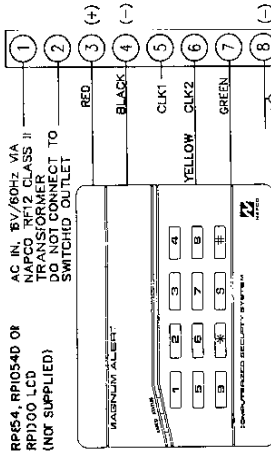 RP854, RP1054D OR
RP1100 LCD
(NOT SUPPLIED)
AC IN, 16V/60Hz VIA
NAPCO TRF12 CLASS II
TRANSFORMER
DO NOT CONNECT TO
SWITCHED OUTLET
MAGNUM ALERT
1 2 3 4
5 6 7 8
9 * S #
COMPUTERIZED SECURITY SYSTEM
NAPCO
RED
BLACK
YELLOW
GREEN
CLK1
CLK2
1
2
3 (+)
4 (-)
5
6
7
8 (-)